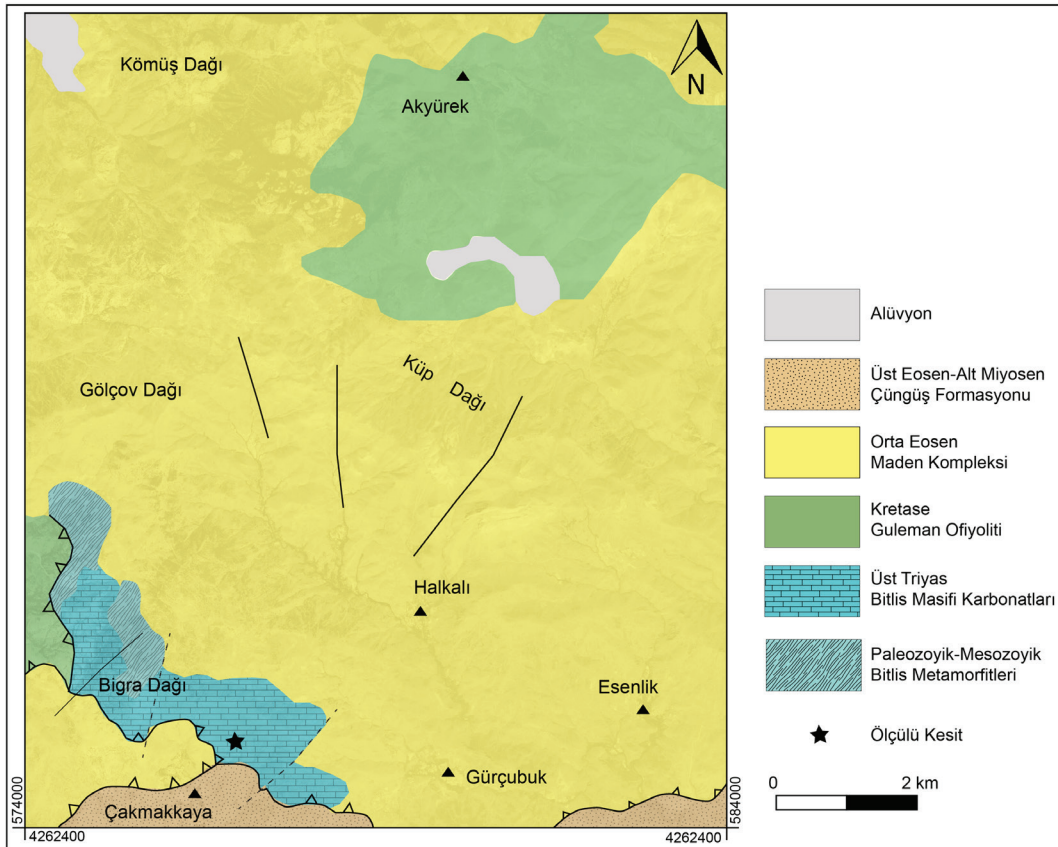 Kömüş Dağı
Akyürek
N
Gölçov Dağı
Küp Dağı
Halkalı
Bigra Dağı
Esenlik
Gürçubuk
Çakmakkaya
574000
4262400
4262400
584000
Alüvyon
Üst Eosen-Alt Miyosen
Çüngüş Formasyonu
Orta Eosen
Maden Kompleksi
Kretase
Guleman Ofiyoliti
Üst Triyas
Bitlis Masifi Karbonatları
Paleozoyik-Mesozoyik
Bitlis Metamorfitleri
Ölçülü Kesit
0 2 km